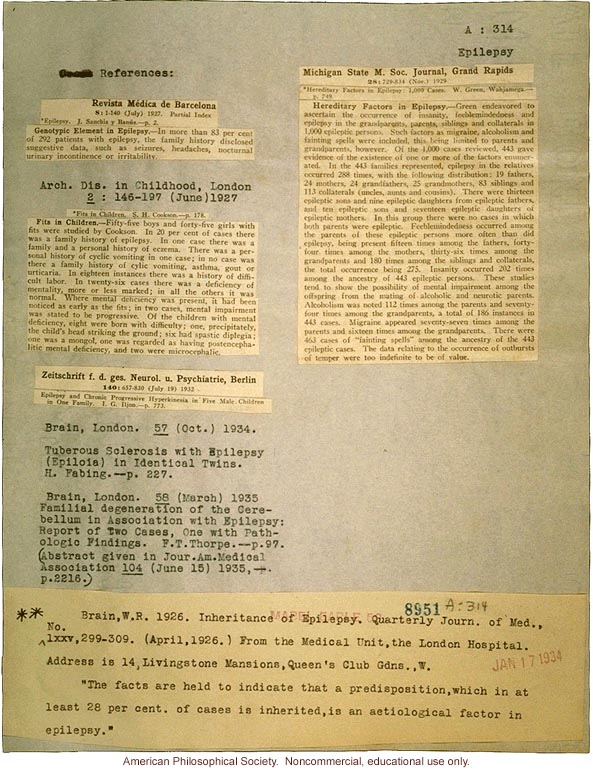 A : 314
Epilepsy
References:
Revista Médica de Barcelona
8: 1-140 (July) 1927. Partial Index
*Epilepsy. J. Sanchis y Banús.—p. 2.
Genotypic Element in Epilepsy.—In more than 83 per cent
of 292 patients with epilepsy, the family history disclosed
suggestive data, such as seizures, headaches, nocturnal
urinary incontinence or irritability.
Arch. Dis. in Childhood, London
2 : 146-197 (June)1927
*Fits in Children. S. H. Cookson.—p. 178.
Fits in Children.—Fifty-five boys and forty-five girls with
fits were studied by Cookson. In 20 per cent of cases there
was a family history of epilepsy. In one case there was a
family and a personal history of eczema. There was a per-
sonal history of cyclic vomiting in one case; in no case was
there a family history of cylic vomiting, asthma, gout or
urticaria. In eighteen instances there was a history of diffi-
cult labor. In twenty-six cases there was a deficiency of
mentality, more or less marked; in all the others it was
normal. Where mental deficiency was present, it had been
noticed as early as the fits; in two cases, mental impairment
was stated to be progressive. Of the children with mental
deficiency, eight were born with difficulty; one, precipitately,
the child's head striking the ground; six had spastic diplegia;
one was a mongol, one was regarded as having postencepha-
litic mental deficiency, and two were microcephalic.
Zeitschrift f. d. ges. Neurol. u. Psychiatrie, Berlin
140: 657-830 (July 19) 1932
Epilepsy and Chronic Progressive Hyperkinesia in Five Male Children
in One Family. I. G. Iljon.—p. 773.
Brain, London. 57 (Oct.) 1934.
Tuberous Sclerosis with Epilepsy
(Epiloia) in Identical Twins.
H. Fabing.—p. 227.
Brain, London. 58 (March) 1935
Familial degeneration of the Cere-
bellum in Association with Epilepsy:
Report of Two Cases, One with Path-
ologic Findings. F.T.Thorpe.—p.97.
(Abstract given in Jour.Am.Medical
Association 104 (June 15) 1935,
p.2216.)
Michigan State M. Soc. Journal, Grand Rapids
28: 779-834 (Nov.) 1929
*Hereditary Factors in Epilepsy: 1,000 Cases. W. Green, Wahjamega.—
p. 749.
Hereditary Factors in Epilepsy.—Green endeavored to
ascertain the occurrence of insanity, feeblemindedness and
epilepsy in the grandparents, parents, siblings and collaterals in
1,000 epileptic persons. Such factors as migraine, alcoholism and
fainting spells were included, this being limited to parents and
grandparents, however. Of the 1,000 cases reviewed, 443 gave
evidence of the existence of one or more of the factors enumer-
ated. In the 443 families represented, epilepsy in the relatives
occurred 288 times, with the following distribution: 19 fathers,
24 mothers, 24 grandfathers, 25 grandmothers, 83 siblings and
113 collaterals (uncles, aunts and cousins). There were thirteen
epileptic sons and nine epileptic daughters from epileptic fathers,
and ten epileptic sons and seventeen epileptic daughters of
epileptic mothers. In this group there were no cases in which
both parents were epileptic. Feeblemindedness occurred among
the parents of these epileptic persons more often than did
epilepsy, being present fifteen times among the fathers, forty-
four times among the mothers, thirty-six times among the
grandparents and 180 times among the siblings and collaterals,
the total occurrence being 275. Insanity occurred 202 times
among the ancestry of 443 epileptic persons. These studies
tend to show the possibility of mental impairment among the
offspring from the mating of alcoholic and neurotic parents.
Alcoholism was noted 112 times among the parents and seventy-
four times among the grandparents, a total of 186 instances in
443 cases. Migraine appeared seventy-seven times among the
parents and sixteen times among the grandparents. There were
463 cases of "fainting spells" among the ancestry of the 443
epileptic cases. The data relating to the occurrence of outbursts
of temper were too indefinite to be of value.
8951 A:314
** Brain,W.R. 1926. Inheritance of Epilepsy. Quarterly Journ. of Med.,
No.
lxxv,299-309. (April,1926.) From the Medical Unit,the London Hospital.
Address is 14,Livingstone Mansions,Queen's Club Gdns.,W.
JAN 17 1934
"The facts are held to indicate that a predisposition,which in at
least 28 per cent. of cases is inherited,is an aetiological factor in
epilepsy."
American Philosophical Society. Noncommercial, educational use only.